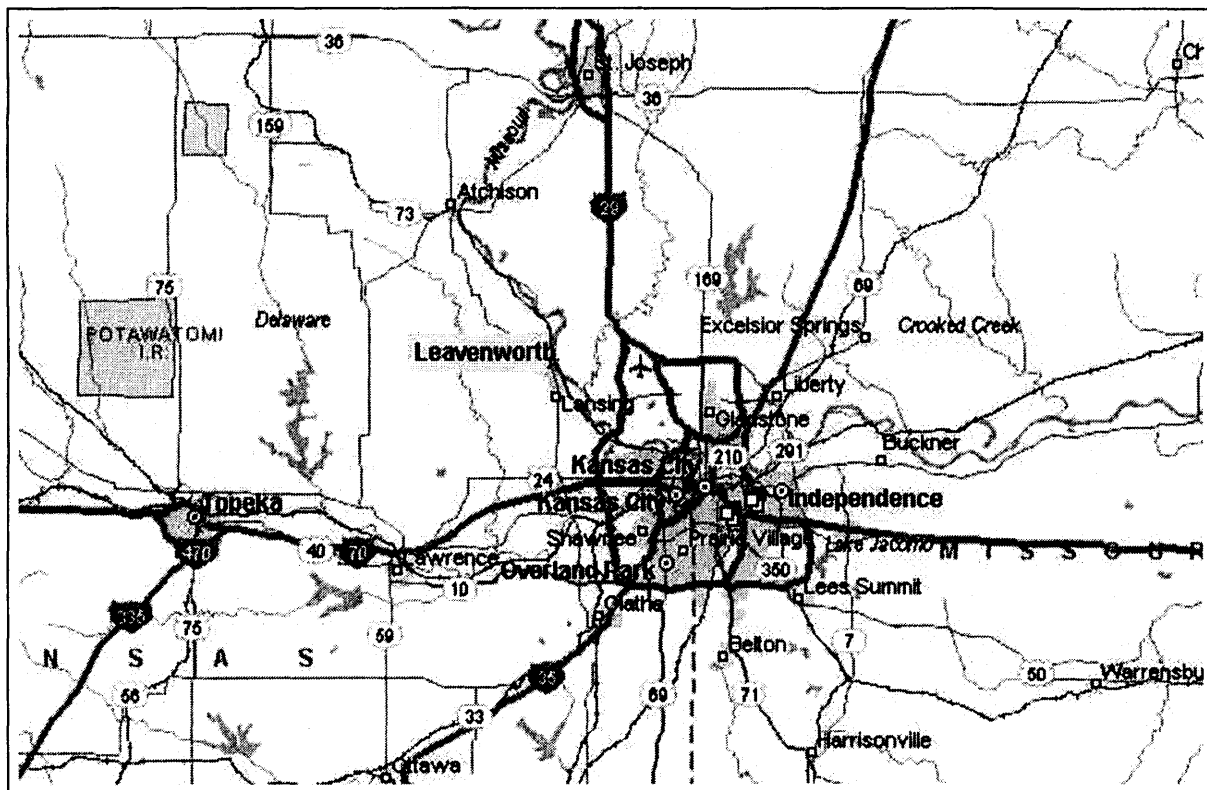 36
St. Joseph
Ch
36
159
Missouri
Atchison
73
29
75
169
69
POTAWATOMI
I.R.
Delaware
Excelsior Springs
Crooked Creek
Leavenworth
Lansing
Liberty
Gladstone
Buckner
Kansas City
210
291
24
Topeka
Kansas City
Independence
470
40
70
Lawrence
Shawnee
Prairie Village
Lake Jacomo
M I S S O U R
10
Overland Park
350
Lees Summit
335
75
Olathe
59
7
N S A S
Belton
35
50
Warrensbu
56
69
71
33
Harrisonville
Ottawa